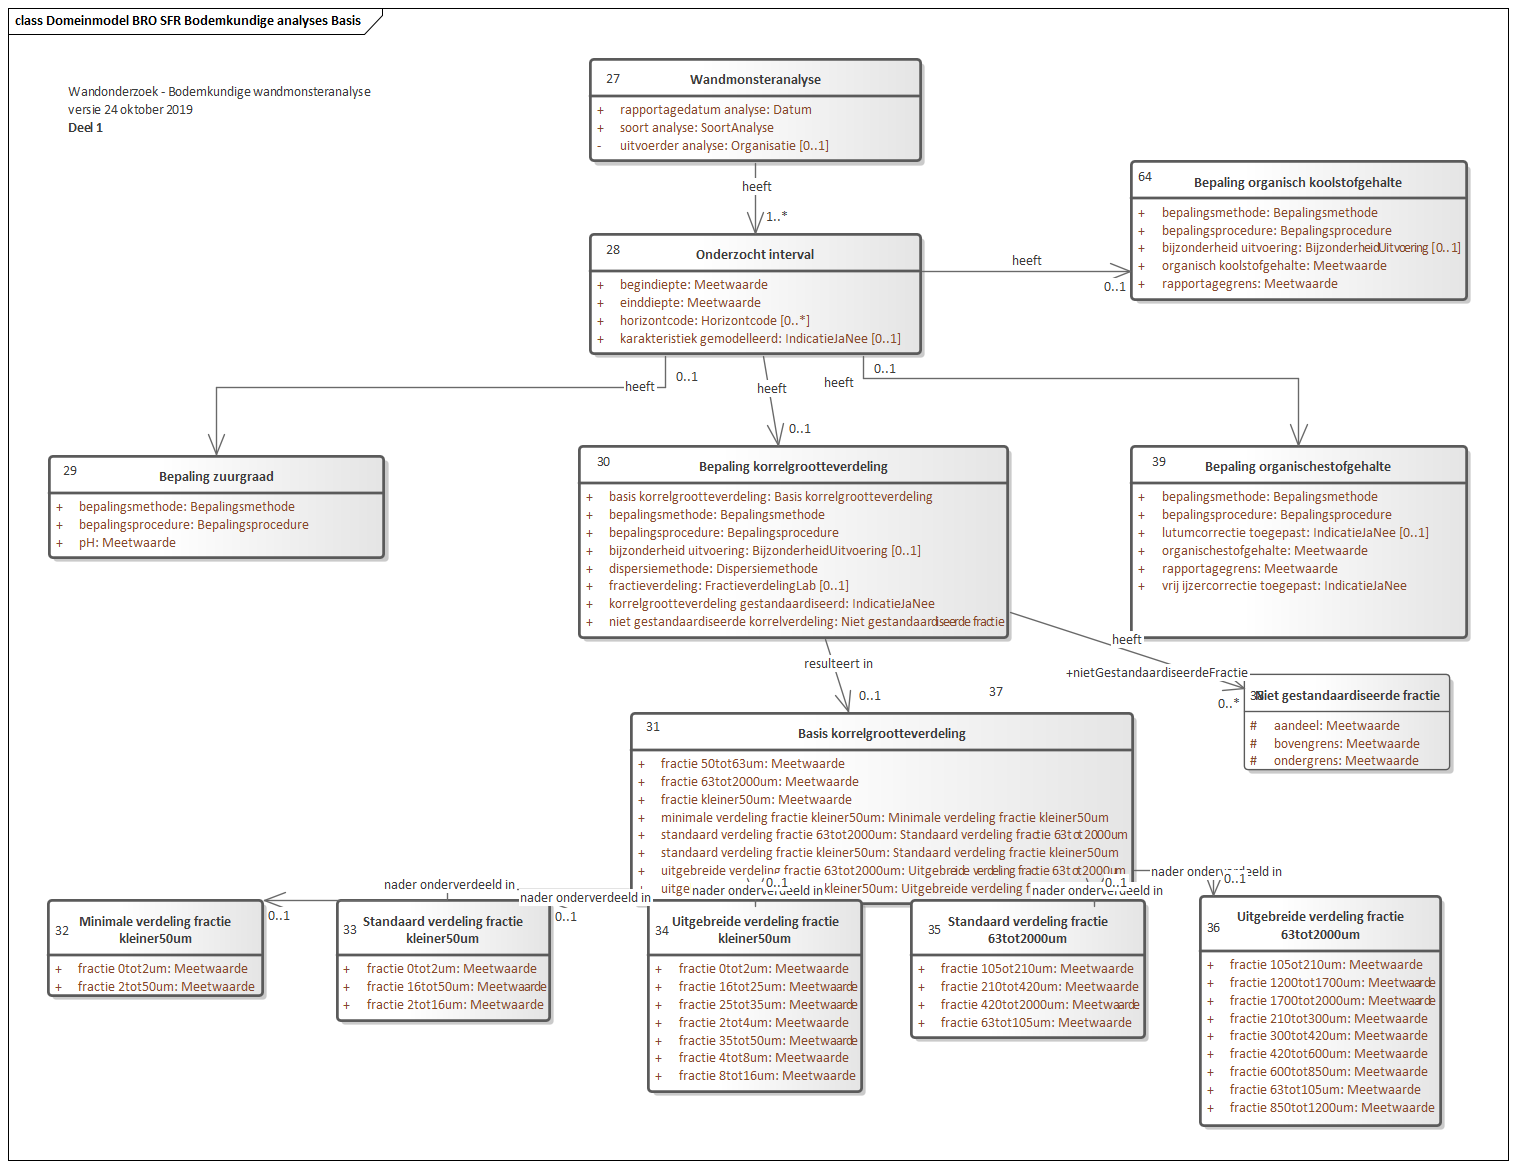 class Domeinmodel BRO SFR Bodemkundige analyses Basis
Wandonderzoek - Bodemkundige wandmonsteranalyse
versie 24 oktober 2019
Deel 1
27
Wandmonsteranalyse
+ rapportagedatum analyse: Datum
+ soort analyse: SoortAnalyse
- uitvoerder analyse: Organisatie [0..1]
heeft
1..*
64
Bepaling organisch koolstofgehalte
+ bepalingsmethode: Bepalingsmethode
+ bepalingsprocedure: Bepalingsprocedure
+ bijzonderheid uitvoering: BijzonderheidUitvoering [0..1]
+ organisch koolstofgehalte: Meetwaarde
+ rapportagegrens: Meetwaarde
28
Onderzocht interval
+ begindiepte: Meetwaarde
+ einddiepte: Meetwaarde
+ horizontcode: Horizontcode [0..*]
+ karakteristiek gemodelleerd: IndicatieJaNee [0..1]
heeft
0..1
heeft
0..1
heeft
0..1
heeft
0..1
29
Bepaling zuurgraad
+ bepalingsmethode: Bepalingsmethode
+ bepalingsprocedure: Bepalingsprocedure
+ pH: Meetwaarde
30
Bepaling korrelgrootteverdeling
+ basis korrelgrootteverdeling: Basis korrelgrootteverdeling
+ bepalingsmethode: Bepalingsmethode
+ bepalingsprocedure: Bepalingsprocedure
+ bijzonderheid uitvoering: BijzonderheidUitvoering [0..1]
+ dispersiemethode: Dispersiemethode
+ fractieverdeling: FractieverdelingLab [0..1]
+ korrelgrootteverdeling gestandaardiseerd: IndicatieJaNee
+ niet gestandaardiseerde korrelverdeling: Niet gestandaardiseerde fractie
39
Bepaling organischestofgehalte
+ bepalingsmethode: Bepalingsmethode
+ bepalingsprocedure: Bepalingsprocedure
+ lutumcorrectie toegepast: IndicatieJaNee [0..1]
+ organischestofgehalte: Meetwaarde
+ rapportagegrens: Meetwaarde
+ vrij ijzercorrectie toegepast: IndicatieJaNee
heeft
+nietGestandaardiseerdeFractie
0..*
resulteert in
0..1
37
Niet gestandaardiseerde fractie
# aandeel: Meetwaarde
# bovengrens: Meetwaarde
# ondergrens: Meetwaarde
31
Basis korrelgrootteverdeling
+ fractie 50tot63um: Meetwaarde
+ fractie 63tot2000um: Meetwaarde
+ fractie kleiner50um: Meetwaarde
+ minimale verdeling fractie kleiner50um: Minimale verdeling fractie kleiner50um
+ standaard verdeling fractie 63tot2000um: Standaard verdeling fractie 63tot2000um
+ standaard verdeling fractie kleiner50um: Standaard verdeling fractie kleiner50um
+ uitgebreide verdeling fractie 63tot2000um: Uitgebreide verdeling fractie 63tot2000um
kleiner50um: Uitgebreide verdeling
nader onderverdeeld in
0..1
nader onderverdeeld in
0..1
nader onderverdeeld in
0..1
nader onderverdeeld in
0..1
nader onderverdeeld in
0..1
32
Minimale verdeling fractie
kleiner50um
+ fractie 0tot2um: Meetwaarde
+ fractie 2tot50um: Meetwaarde
33
Standaard verdeling fractie
kleiner50um
+ fractie 0tot2um: Meetwaarde
+ fractie 16tot50um: Meetwaarde
+ fractie 2tot16um: Meetwaarde
34
Uitgebreide verdeling fractie
kleiner50um
+ fractie 0tot2um: Meetwaarde
+ fractie 16tot25um: Meetwaarde
+ fractie 25tot35um: Meetwaarde
+ fractie 2tot4um: Meetwaarde
+ fractie 35tot50um: Meetwaarde
+ fractie 4tot8um: Meetwaarde
+ fractie 8tot16um: Meetwaarde
35
Standaard verdeling fractie
63tot2000um
+ fractie 105ot210um: Meetwaarde
+ fractie 210tot420um: Meetwaarde
+ fractie 420tot2000um: Meetwaarde
+ fractie 63tot105um: Meetwaarde
36
Uitgebreide verdeling fractie
63tot2000um
+ fractie 105ot210um: Meetwaarde
+ fractie 1200tot1700um: Meetwaarde
+ fractie 1700tot2000um: Meetwaarde
+ fractie 210tot300um: Meetwaarde
+ fractie 300tot420um: Meetwaarde
+ fractie 420tot600um: Meetwaarde
+ fractie 600tot850um: Meetwaarde
+ fractie 63tot105um: Meetwaarde
+ fractie 850tot1200um: Meetwaarde